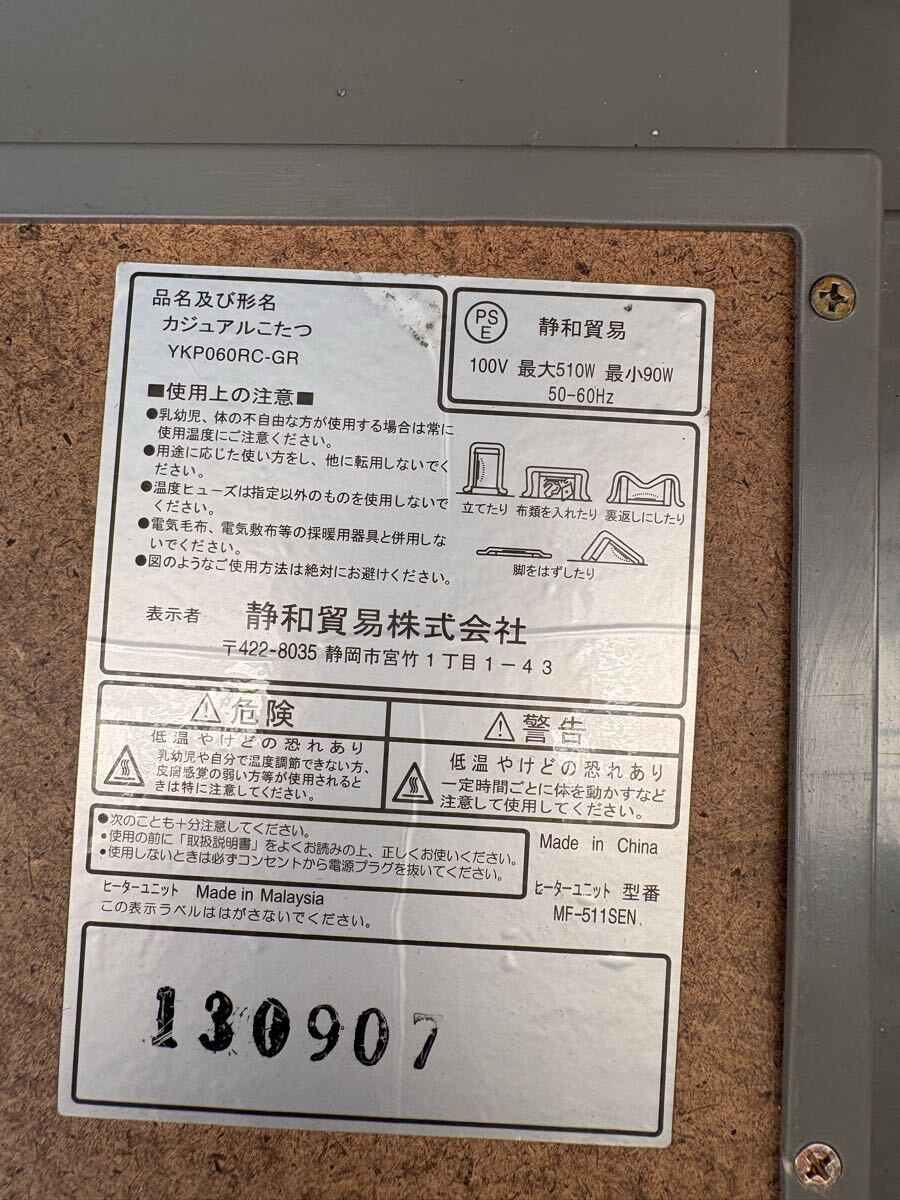 品名及び形名
カジュアルこたつ
YKP060RC-GR
PS
E
静和貿易
100V 最大510W 最小90W
50-60Hz
■使用上の注意■
●乳幼児、体の不自由な方が使用する場合は常に
使用温度にご注意ください。
●用途に応じた使い方をし、他に転用しないでく
ださい。
●温度ヒューズは指定以外のものを使用しないで
ください。
●電気毛布、電気敷布等の採暖用器具と併用しな
いでください。
●図のようなご使用方法は絶対にお避けください。
立てたり 布類を入れたり 裏返しにしたり
脚をはずしたり
表示者 静和貿易株式会社
〒422-8035 静岡市宮竹1丁目1-43
⚠危険
低温やけどの恐れあり
乳幼児や自分で温度調節できない方、
皮膚感覚の弱い方等が使用されると
きは特に注意してください。
⚠警告
低温やけどの恐れあり
一定時間ごとに体を動かすなど
注意して使用してください。
●次のことも十分注意してください。
•使用の前に「取扱説明書」をよくお読みの上、正しくお使いください。
•使用しないときは必ずコンセントから電源プラグを抜いてください。
Made in China
ヒーターユニット Made in Malaysia
この表示ラベルははがさないでください。
ヒーターユニット 型番
MF-511SEN
130907